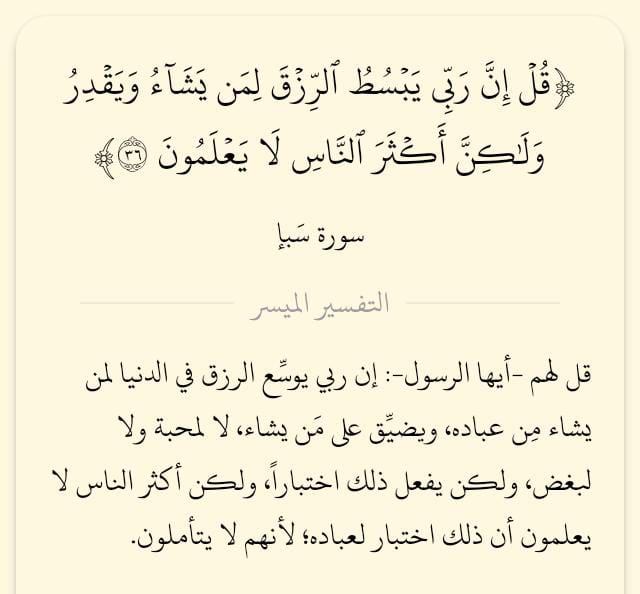 ﴿قُلۡ إِنَّ رَبِّي يَبۡسُطُ ٱلرِّزۡقَ لِمَن يَشَآءُ وَيَقۡدِرُ
وَلَٰكِنَّ أَكۡثَرَ ٱلنَّاسِ لَا يَعۡلَمُونَ ٣٦﴾
سورة سَبإ
التفسير الميسر
قل لهم -أيها الرسول-: إن ربي يوسِّع الرزق في الدنيا لمن
يشاء مِن عباده، ويضيِّق على مَن يشاء، لا لمحبة ولا
لبغض، ولكن يفعل ذلك اختباراً، ولكن أكثر الناس لا
يعلمون أن ذلك اختبار لعباده؛ لأنهم لا يتأملون.